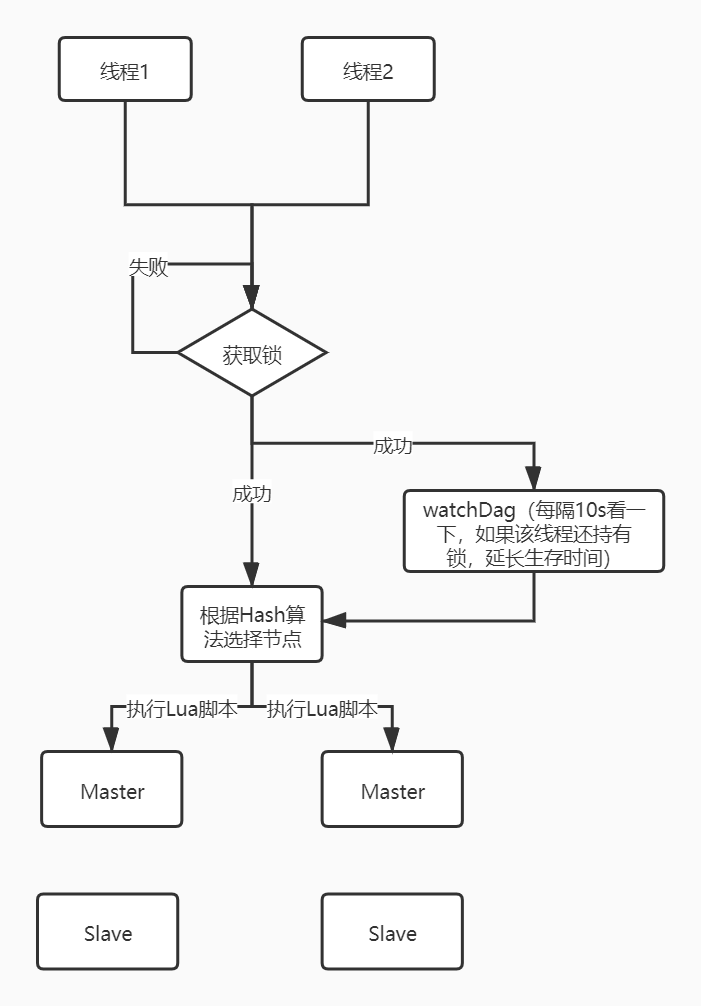 线程1
线程2
失败
获取锁
成功
成功
watchDag（每隔10s看一
下，如果该线程还持有
锁，延长生存时间）
根据Hash算
法选择节点
执行Lua脚本
执行Lua脚本
Master
Master
Slave
Slave